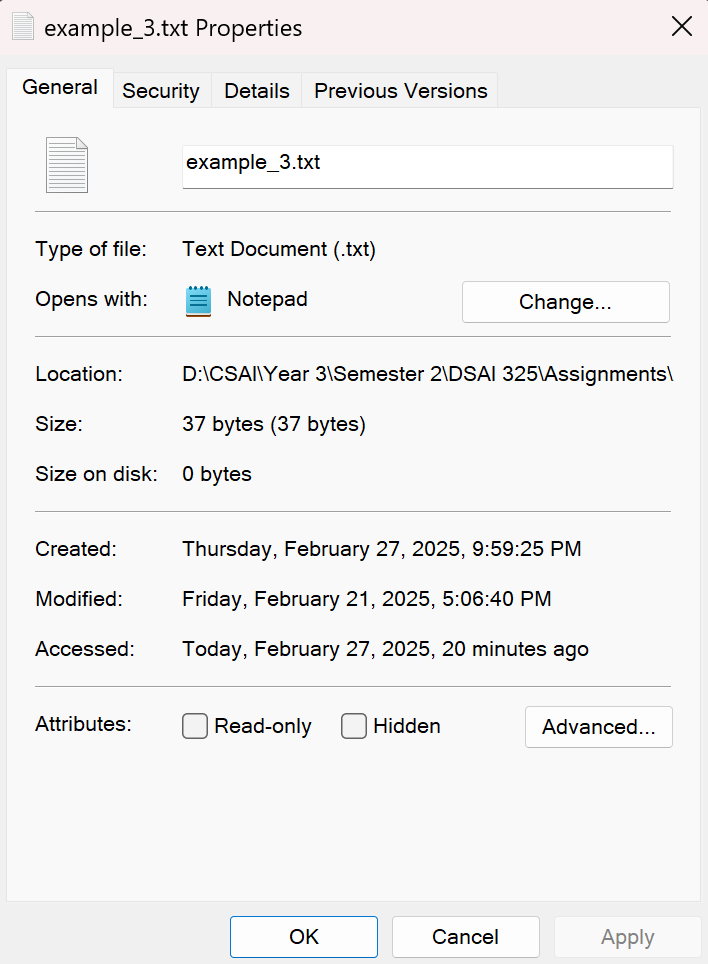 example_3.txt Properties
General Security Details Previous Versions
example_3.txt
Type of file: Text Document (.txt)
Opens with: Notepad Change...
Location: D:\CSAI\Year 3\Semester 2\DSAI 325\Assignments\
Size: 37 bytes (37 bytes)
Size on disk: 0 bytes
Created: Thursday, February 27, 2025, 9:59:25 PM
Modified: Friday, February 21, 2025, 5:06:40 PM
Accessed: Today, February 27, 2025, 20 minutes ago
Attributes: Read-only Hidden Advanced...
OK Cancel Apply